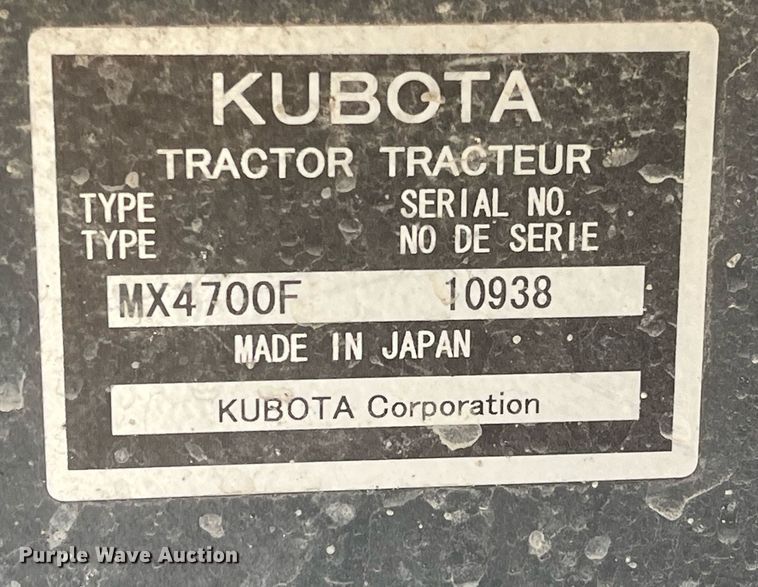 KUBOTA
TRACTOR TRACTEUR
TYPE SERIAL NO.
TYPE NO DE SERIE
MX4700F 10938
MADE IN JAPAN
KUBOTA Corporation
Purple Wave Auction